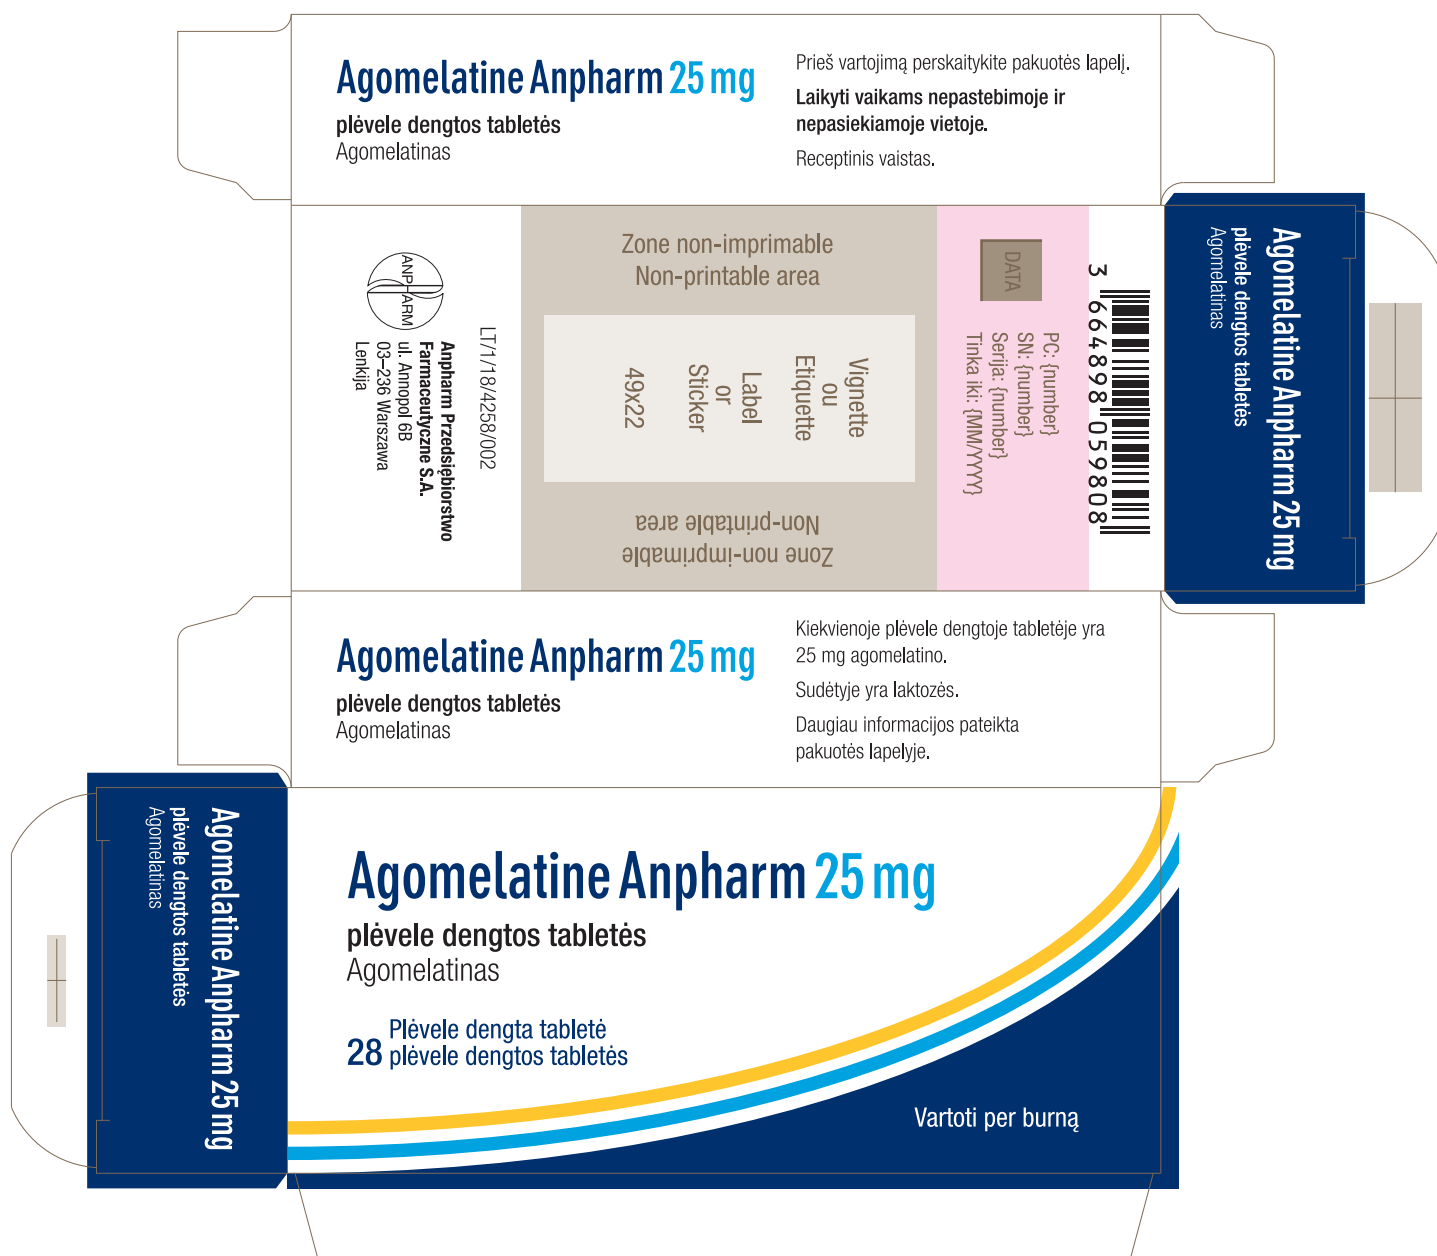 Agomelatine Anpharm 25 mg
plėvele dengtos tabletės
Agomelatinas
Prieš vartojimą perskaitykite pakuotės lapelį.
Laikyti vaikams nepastebimoje ir
nepasiekiamoje vietoje.
Receptinis vaistas.
ANP
ARM
Anpharm Przedsiębiorstwo
Farmaceutyczne S.A.
ul. Annopol 6B
03–236 Warszawa
Lenkija
LT/1/18/4258/002
Zone non-imprimable
Non-printable area
Vignette
ou
Etiquette
Label
or
Sticker
49x22
Zone non-imprimable
Non-printable area
DATA
PC: {number}
SN: {number}
Serija: {number}
Tinka iki: {MM/YYYY}
3 664898 059808
Agomelatine Anpharm 25 mg
plėvele dengtos tabletės
Agomelatinas
Agomelatine Anpharm 25 mg
plėvele dengtos tabletės
Agomelatinas
Kiekvienoje plėvele dengtoje tabletėje yra
25 mg agomelatino.
Sudėtyje yra laktozės.
Daugiau informacijos pateikta
pakuotės lapelyje.
Agomelatine Anpharm 25 mg
plėvele dengtos tabletės
Agomelatinas
Agomelatine Anpharm 25 mg
plėvele dengtos tabletės
Agomelatinas
Plėvele dengta tabletė
28 plėvele dengtos tabletės
Vartoti per burną